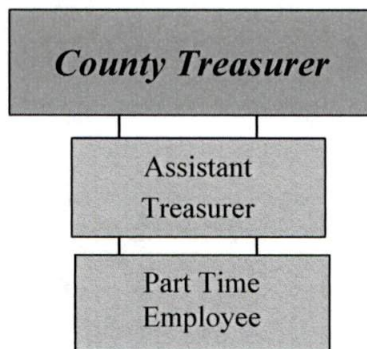 County Treasurer
Assistant
Treasurer
Part Time
Employee